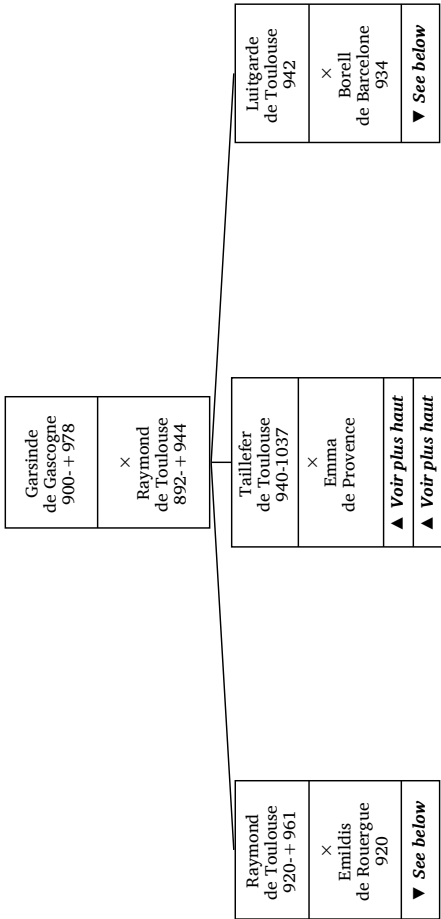 Garsinde
de Gascogne
900-+978
×
Raymond
de Toulouse
892-+944
Raymond
de Toulouse
920-+961
×
Emildis
de Rouergue
920
▼ See below
Taillefer
de Toulouse
940-1037
×
Emma
de Provence
▲ Voir plus haut
▲ Voir plus haut
Luitgarde
de Toulouse
942
×
Borell
de Barcelone
934
▼ See below